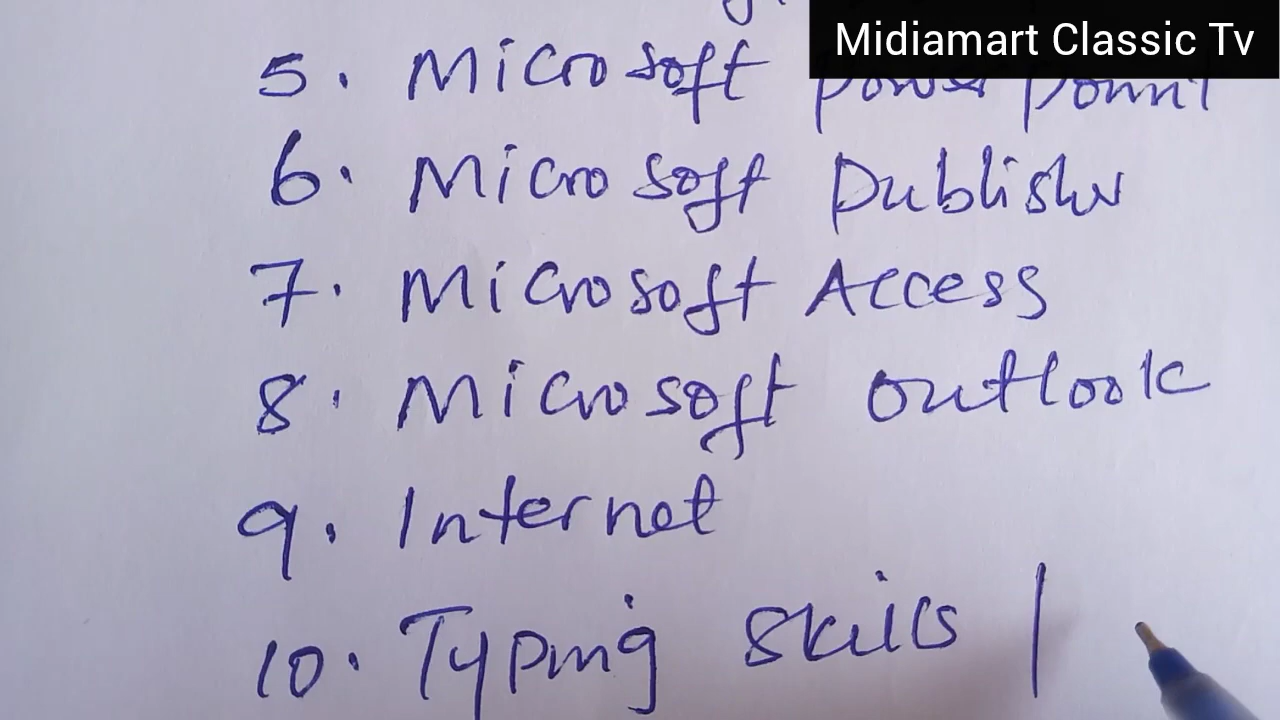 Midiamart Classic Tv
5. Microsoft PowerPoint
6. Microsoft Publisher
7. Microsoft Access
8. Microsoft Outlook
9. Internet
10. Typing Skills |